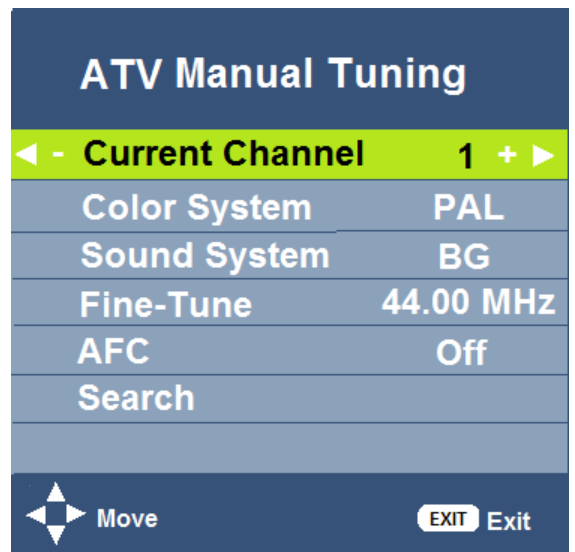 ATV Manual Tuning
- Current Channel 1 +
Color System PAL
Sound System BG
Fine-Tune 44.00 MHz
AFC Off
Search
Move EXIT Exit